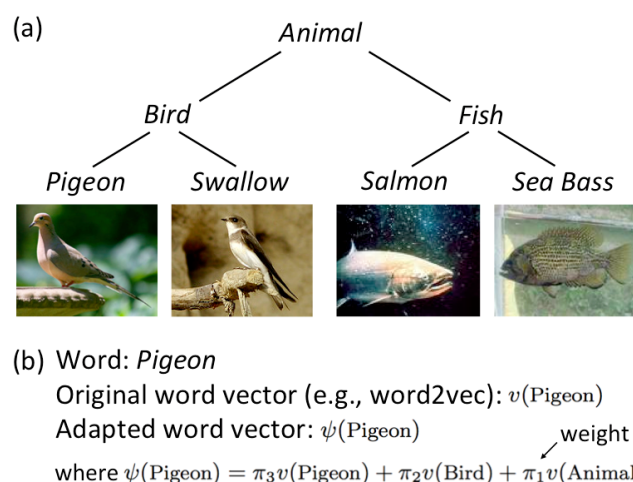 (a)
Animal
Bird Fish
Pigeon Swallow Salmon Sea Bass
(b) Word: Pigeon
Original word vector (e.g., word2vec): v(Pigeon)
Adapted word vector: ψ(Pigeon)
weight
where ψ(Pigeon) = π₃v(Pigeon) + π₂v(Bird) + π₁v(Animal